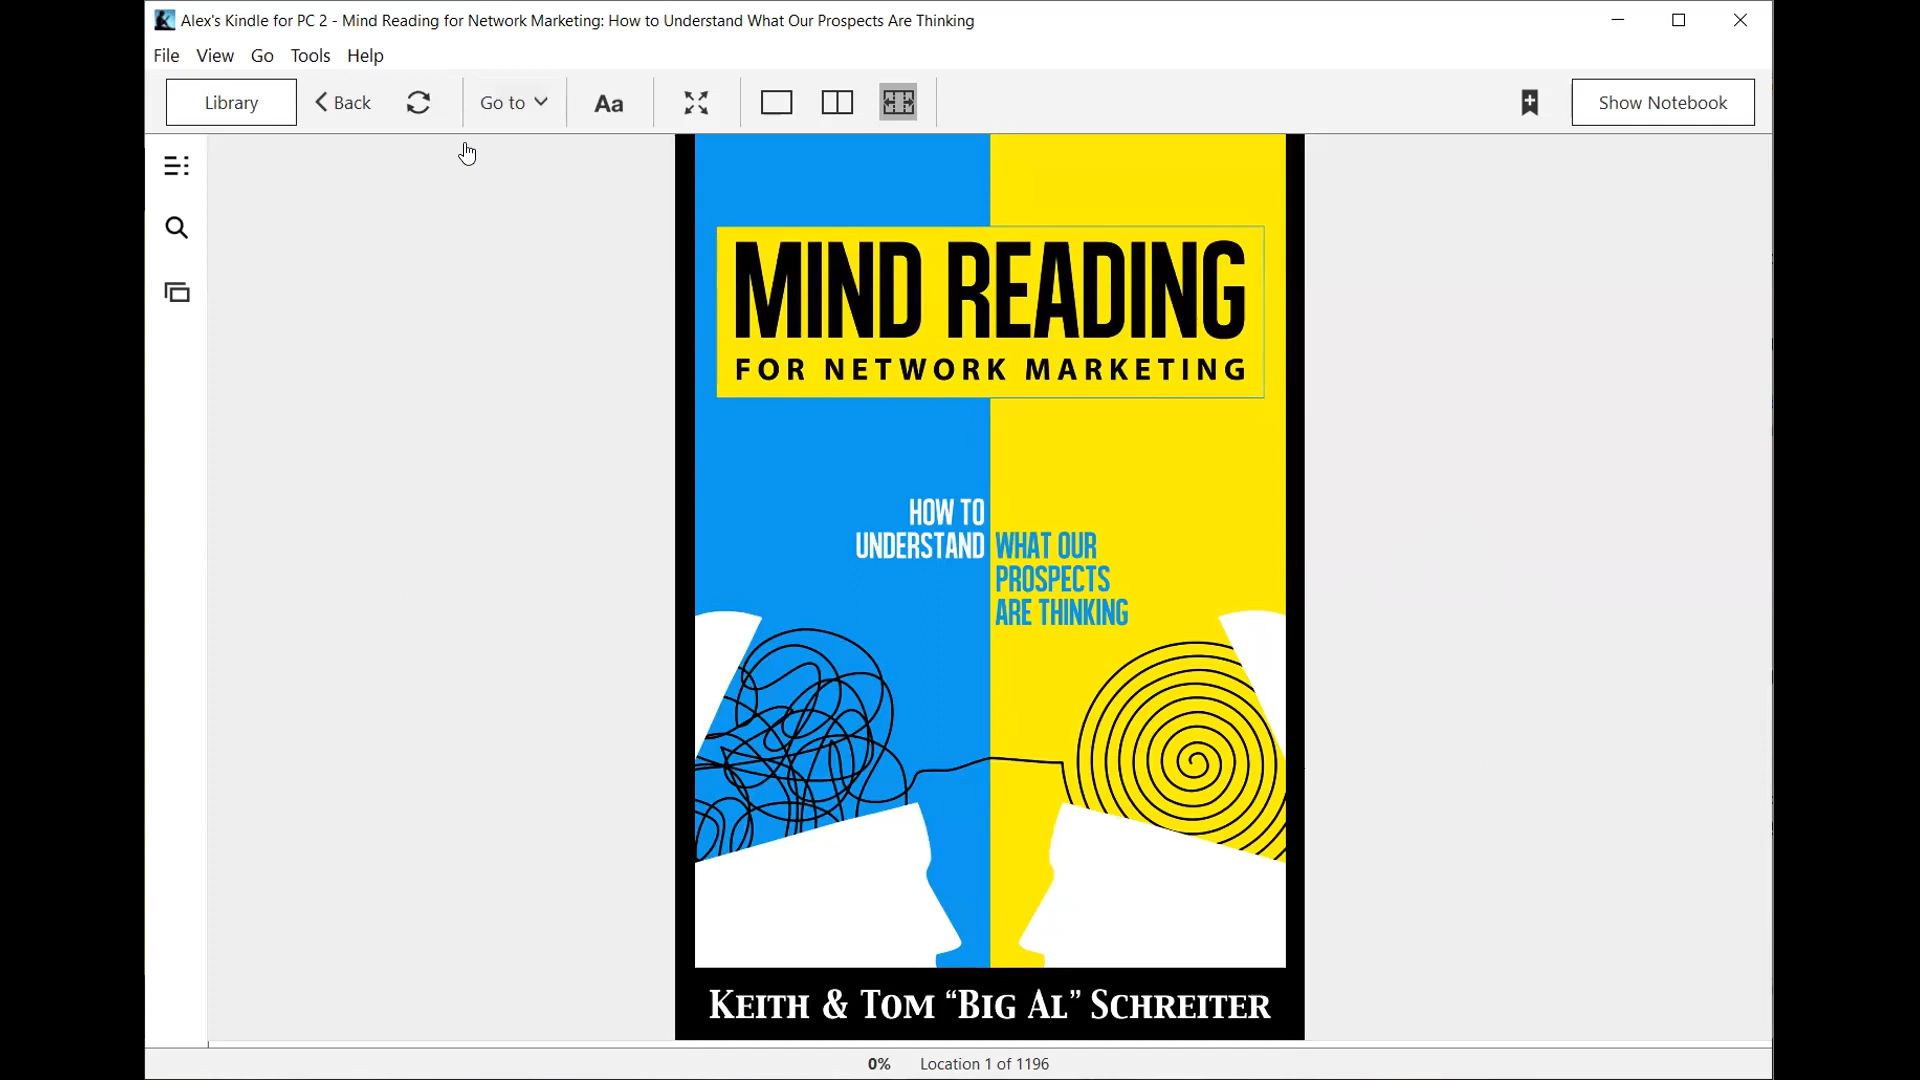 Alex's Kindle for PC 2 - Mind Reading for Network Marketing: How to Understand What Our Prospects Are Thinking
File View Go Tools Help
Library Back Go to Aa Show Notebook
MIND READING
FOR NETWORK MARKETING
HOW TO
UNDERSTAND WHAT OUR
PROSPECTS
ARE THINKING
KEITH & TOM “BIG AL” SCHREITER
0% Location 1 of 1196